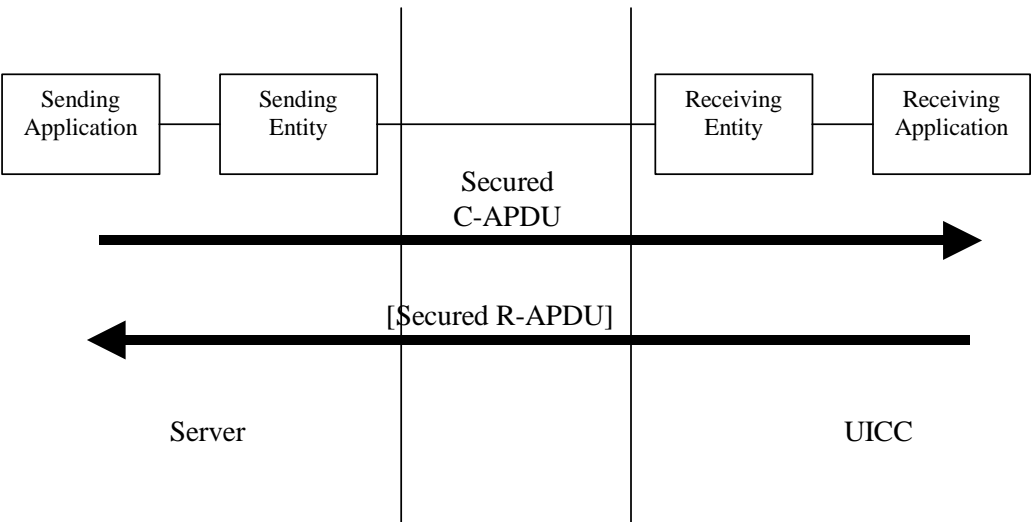 Sending
Application
Sending
Entity
Receiving
Entity
Receiving
Application
Secured
C-APDU
[Secured R-APDU]
Server
UICC